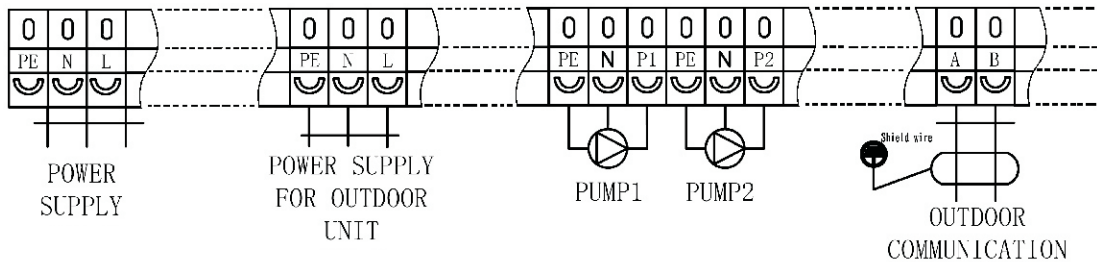 0 0 0 0 0 0 0 0 0 0 0 0 0 0
PE N L PE N L PE N P1 PE N P2 A B
Shield wire
POWER
SUPPLY
POWER SUPPLY
FOR OUTDOOR
UNIT
PUMP1
PUMP2
OUTDOOR
COMMUNICATION